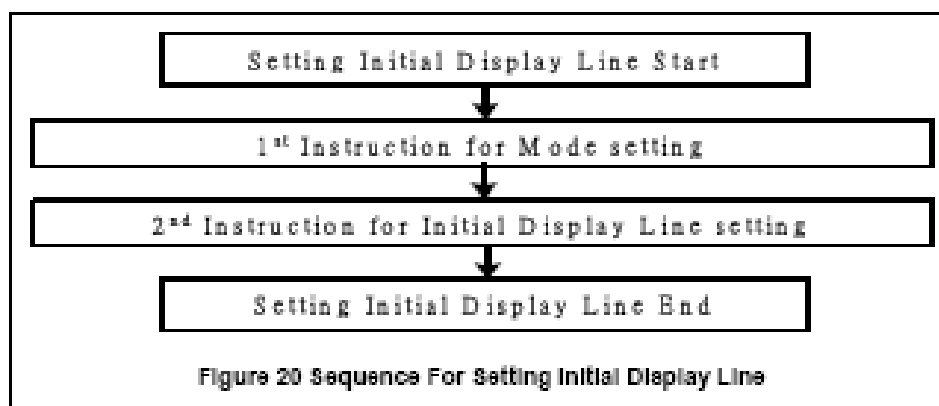 Setting Initial Display Line Start
1st Instruction for Mode setting
2nd Instruction for Initial Display Line setting
Setting Initial Display Line End
Figure 20 Sequence For Setting Initial Display Line